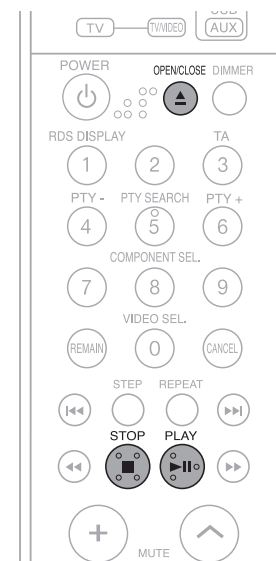 TV TV/VIDEO AUX
POWER OPEN/CLOSE DIMMER
RDS DISPLAY TA
1 2 3
PTY - PTY SEARCH PTY +
4 5 6
COMPONENT SEL.
7 8 9
VIDEO SEL.
REMAIN 0 CANCEL
STEP REPEAT
STOP PLAY
+
MUTE